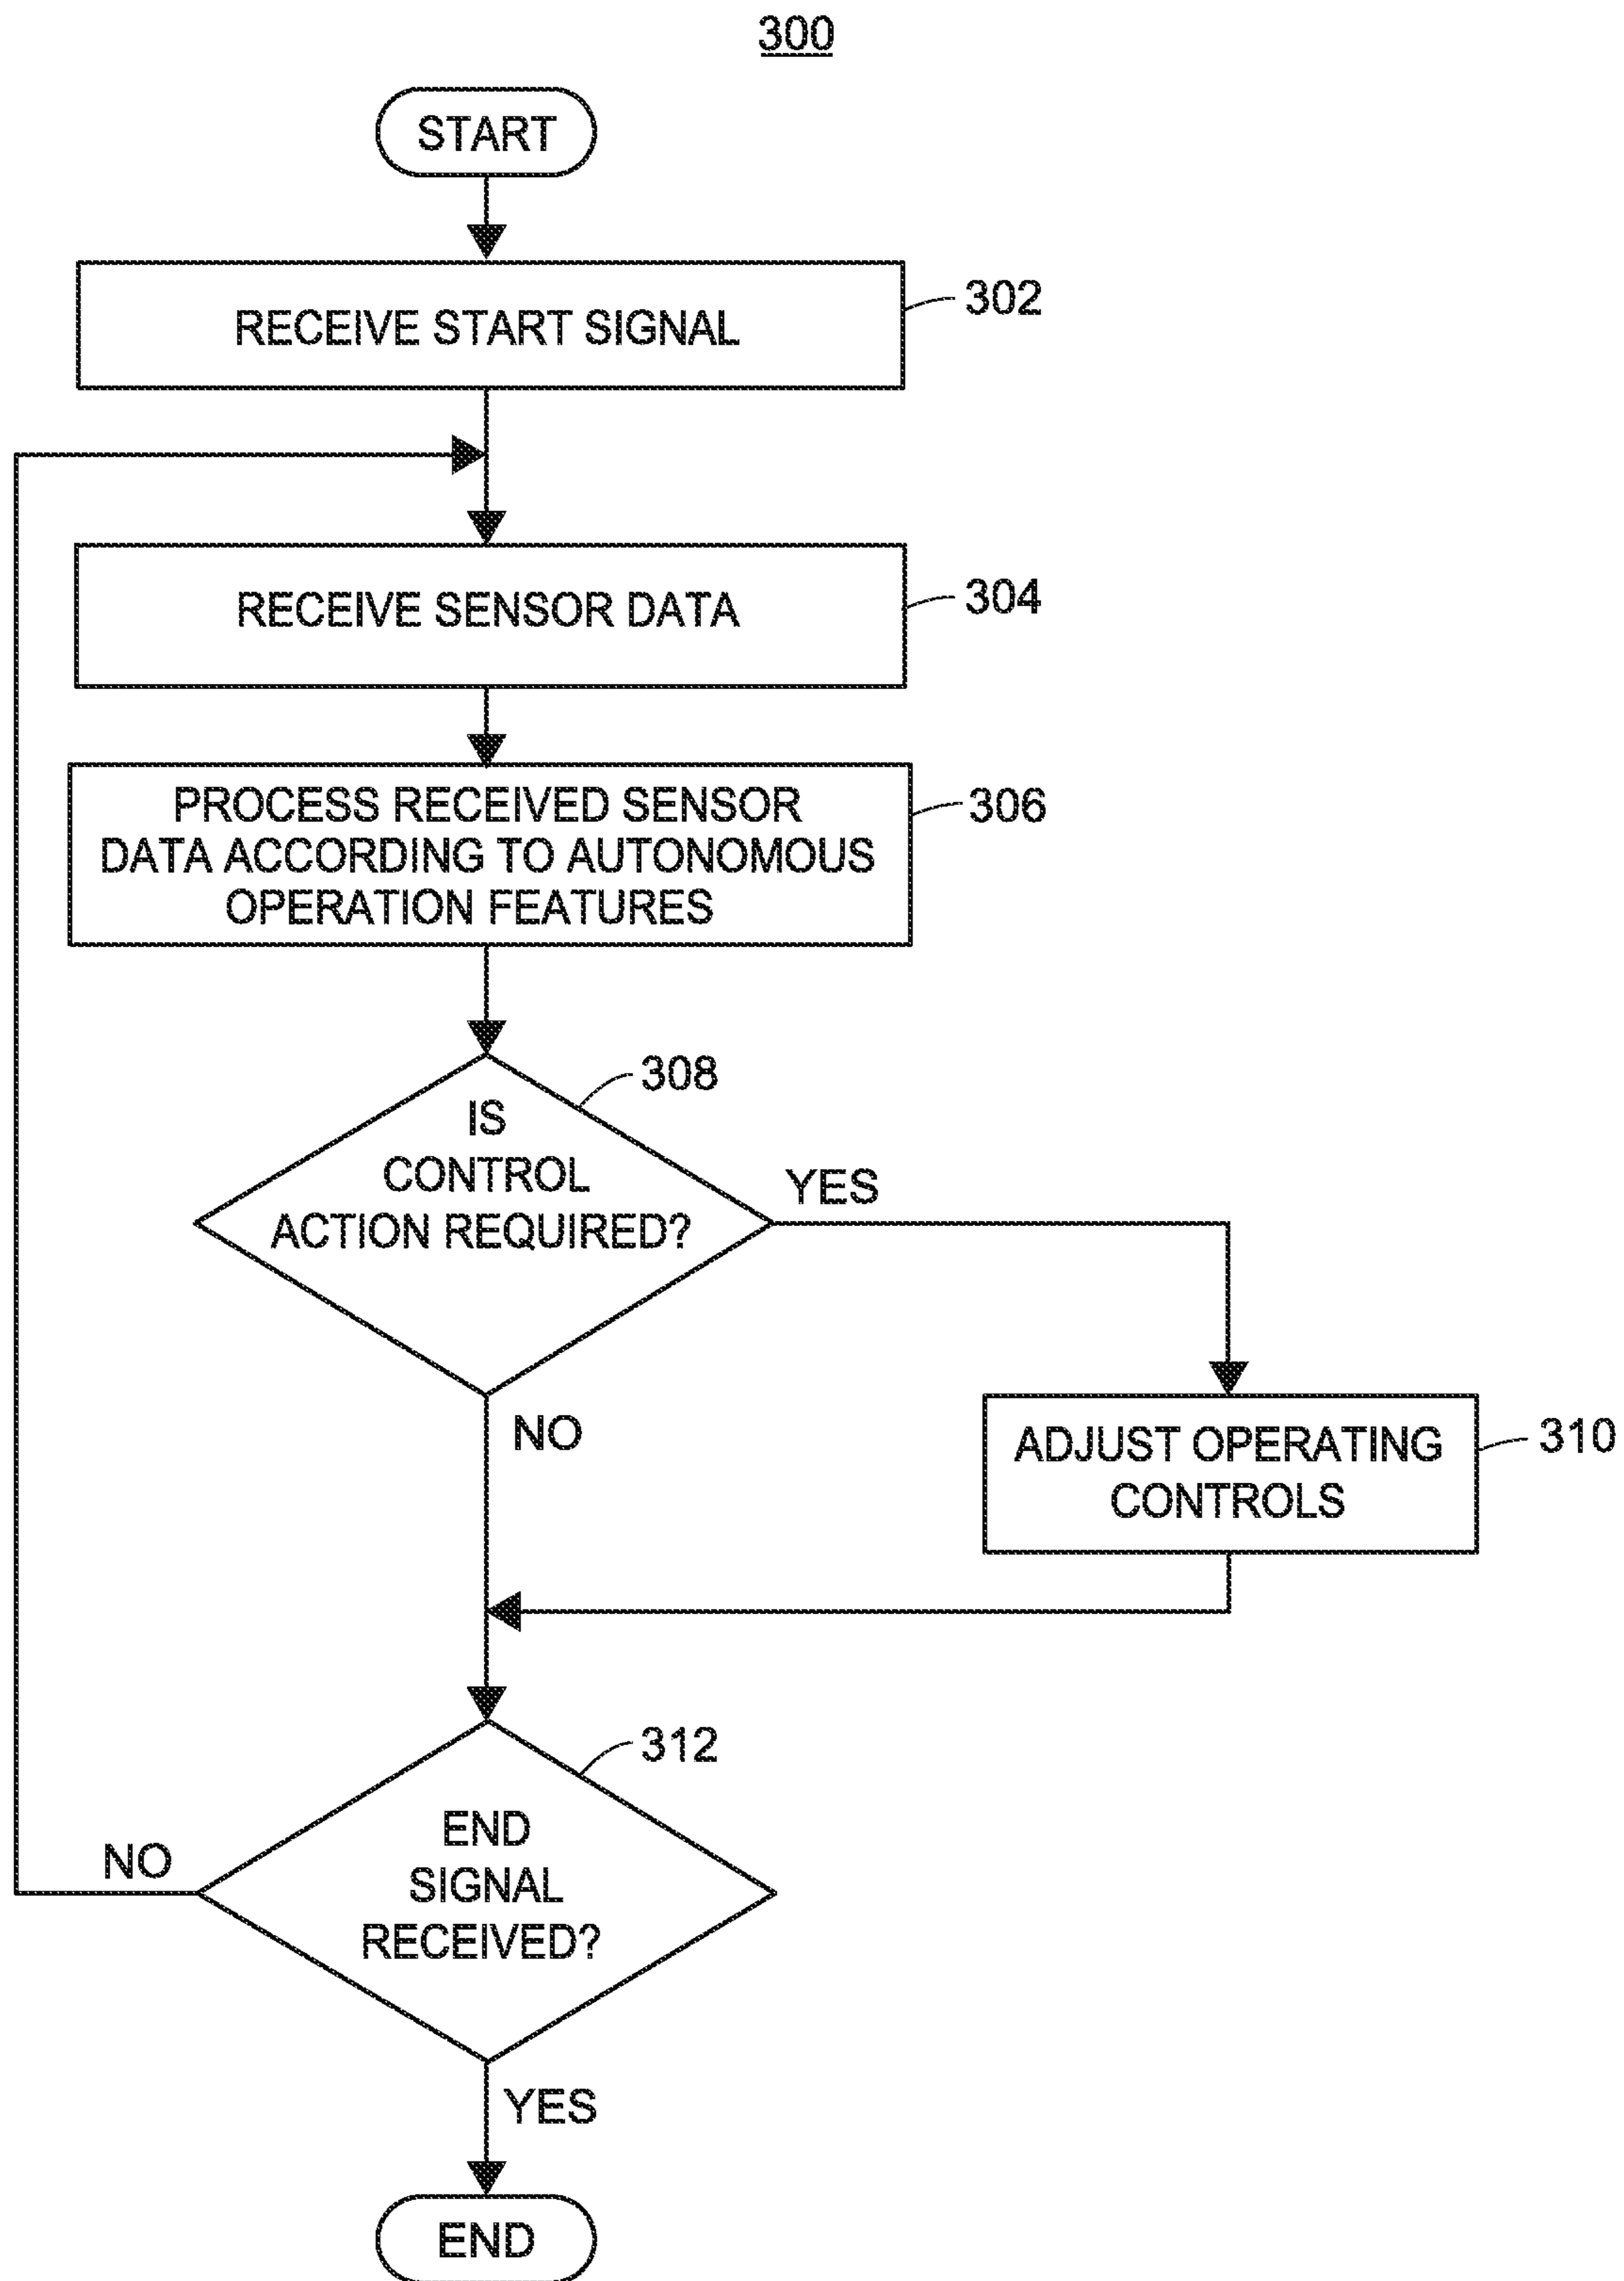 300
START
RECEIVE START SIGNAL
302
RECEIVE SENSOR DATA
304
PROCESS RECEIVED SENSOR
DATA ACCORDING TO AUTONOMOUS
OPERATION FEATURES
306
308
IS
CONTROL
ACTION REQUIRED?
YES
NO
ADJUST OPERATING
CONTROLS
310
312
END
SIGNAL
RECEIVED?
NO
YES
END